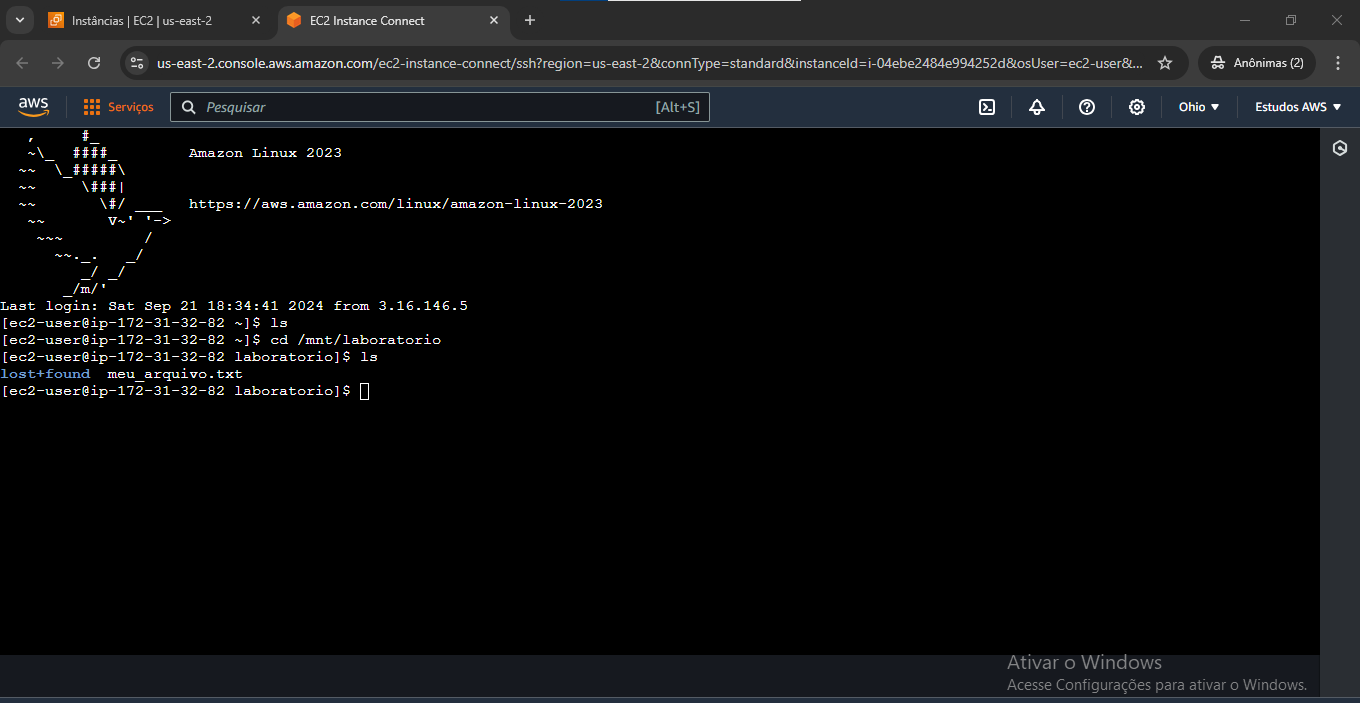 Instâncias | EC2 | us-east-2
EC2 Instance Connect
us-east-2.console.aws.amazon.com/ec2-instance-connect/ssh?region=us-east-2&connType=standard&instanceId=i-04ebe2484e994252d&osUser=ec2-user&...
Anônimas (2)
aws
Serviços
Pesquisar
[Alt+S]
Ohio
Estudos AWS
   ,     #_
   ~\_  ####_        Amazon Linux 2023
  ~~  \_#####\
  ~~     \###|
  ~~       \#/ ___   https://aws.amazon.com/linux/amazon-linux-2023
   ~~       V~' '->
    ~~~         /
      ~~._.   _/
         _/ _/
       _/m/'
Last login: Sat Sep 21 18:34:41 2024 from 3.16.146.5
[ec2-user@ip-172-31-32-82 ~]$ ls
[ec2-user@ip-172-31-32-82 ~]$ cd /mnt/laboratorio
[ec2-user@ip-172-31-32-82 laboratorio]$ ls
lost+found  meu_arquivo.txt
[ec2-user@ip-172-31-32-82 laboratorio]$
Ativar o Windows
Acesse Configurações para ativar o Windows.